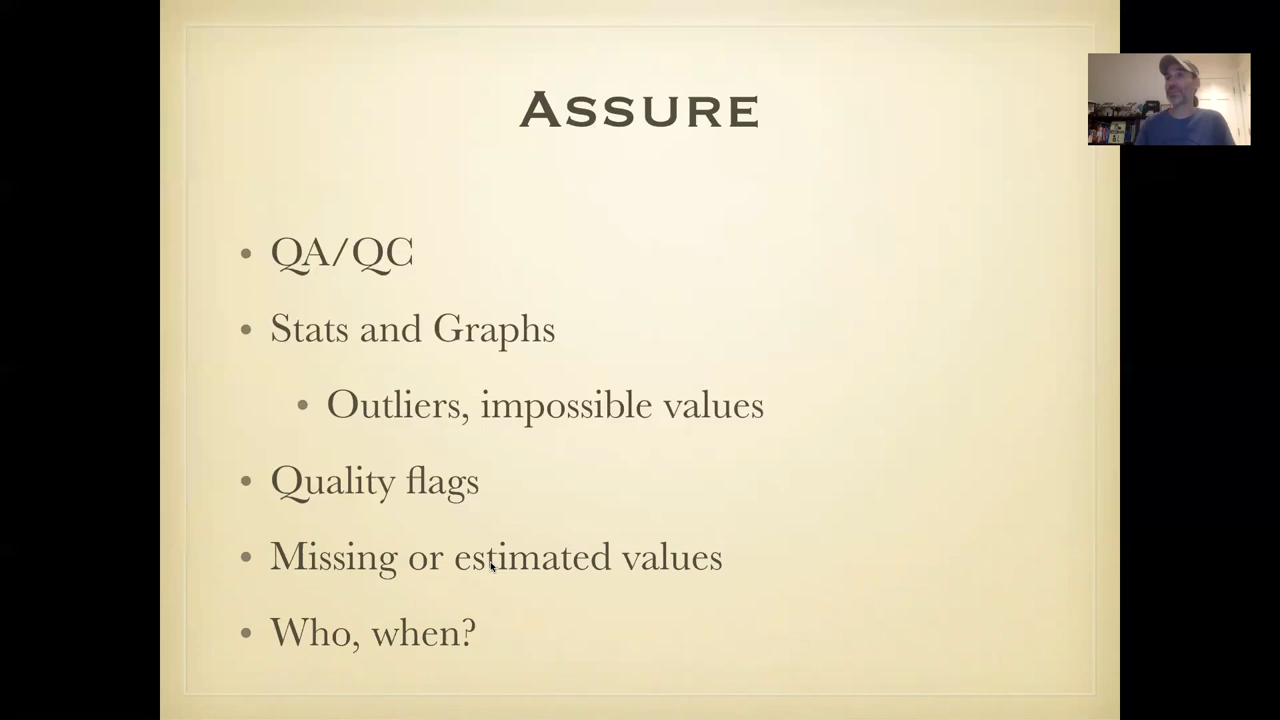 Assure
• QA/QC
• Stats and Graphs
• Outliers, impossible values
• Quality flags
• Missing or estimated values
• Who, when?